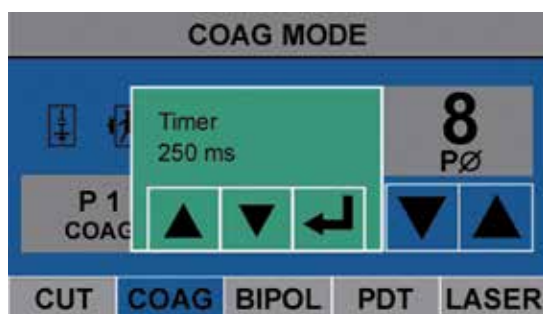 COAG MODE
Timer
250 ms
8
PØ
P 1
COAG
CUT COAG BIPOL PDT LASER